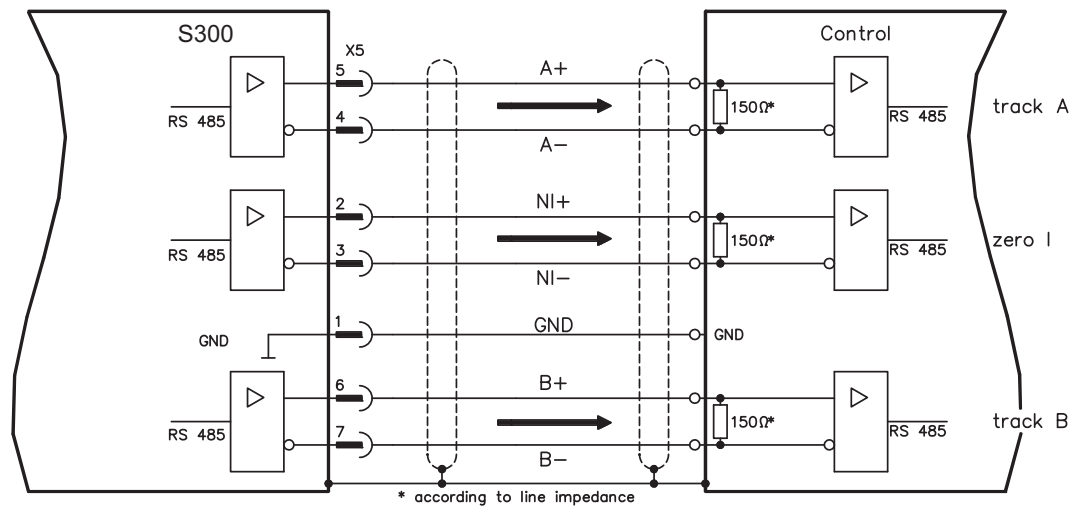 S300
Control
X5
5
A+
RS 485
150Ω*
RS 485
track A
4
A−
2
NI+
RS 485
150Ω*
RS 485
zero I
3
NI−
1
GND
GND
GND
6
B+
RS 485
150Ω*
RS 485
track B
7
B−
* according to line impedance